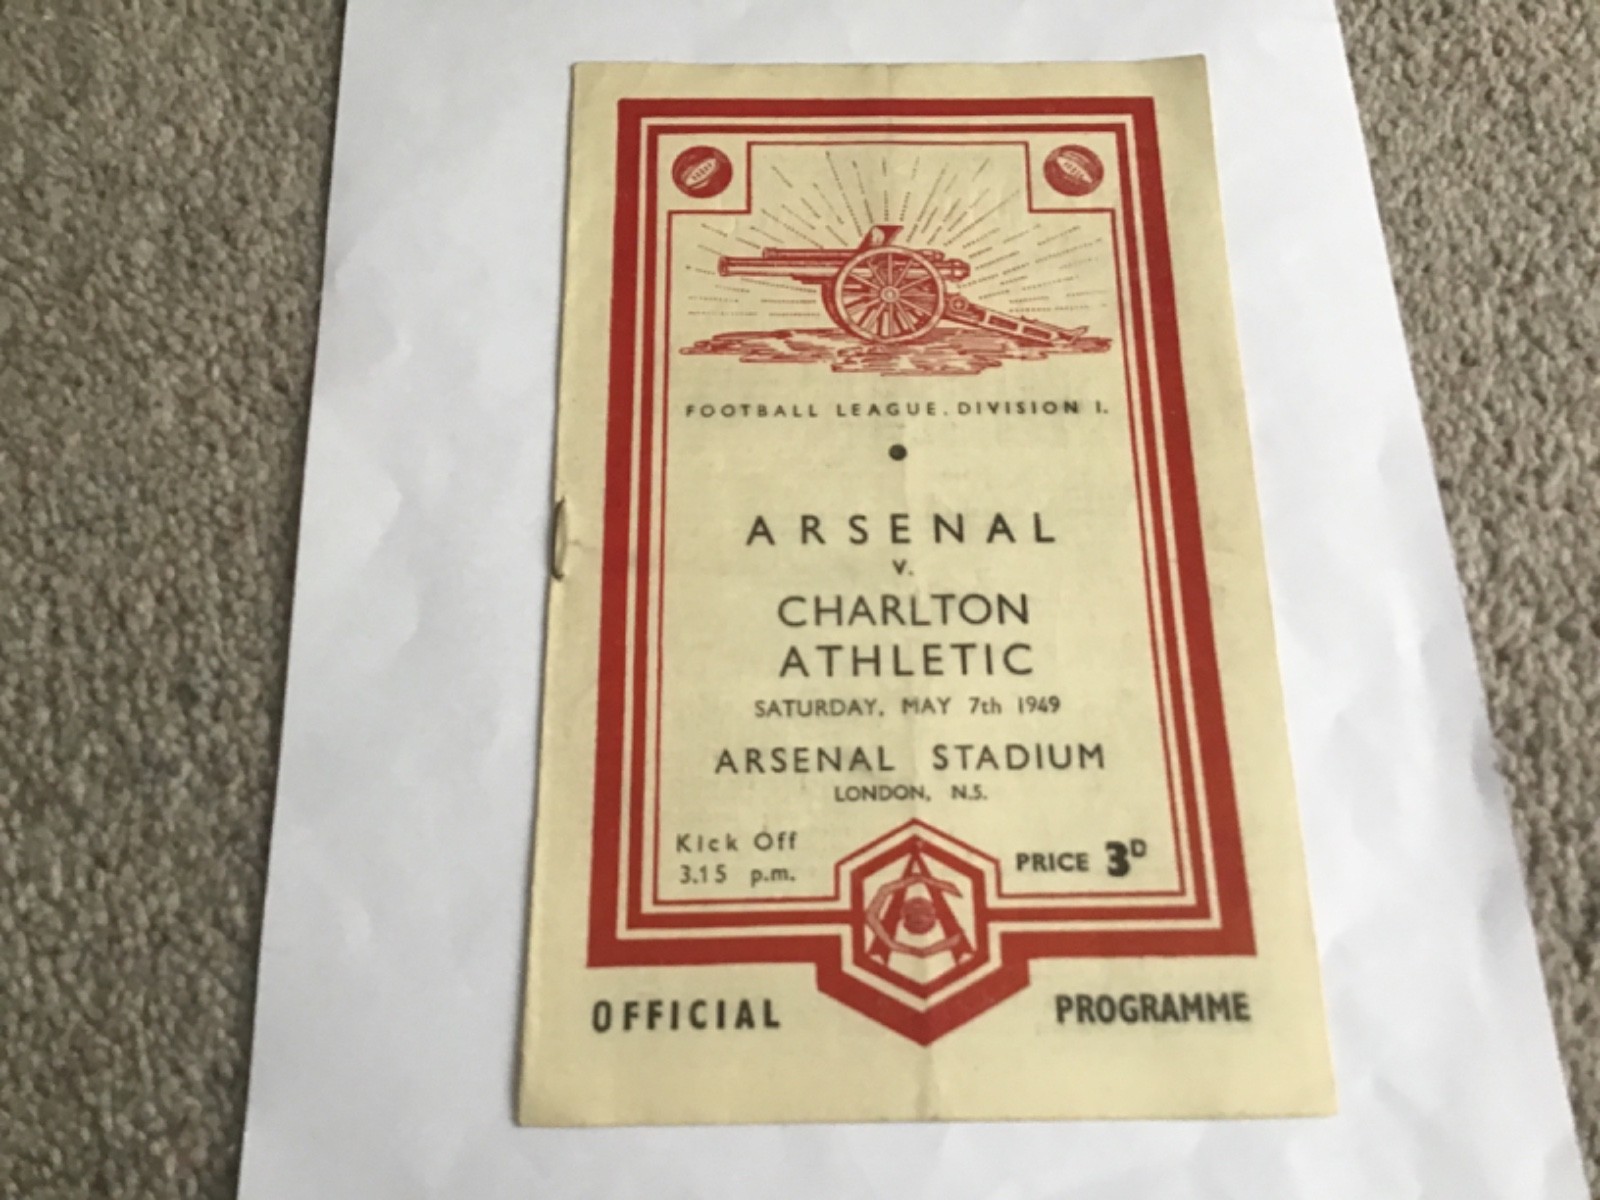 FOOTBALL LEAGUE. DIVISION 1.
ARSENAL
V.
CHARLTON
ATHLETIC
SATURDAY, MAY 7th 1949
ARSENAL STADIUM
LONDON, N.5.
Kick Off
3.15 p.m.
PRICE 3D
OFFICIAL PROGRAMME